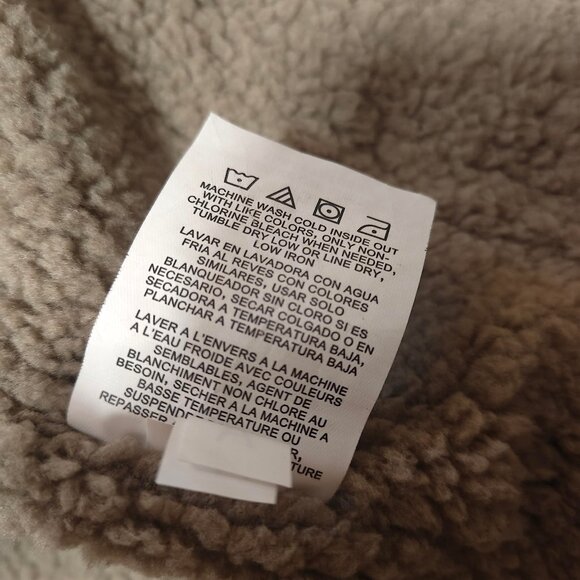 MACHINE WASH COLD INSIDE OUT
WITH LIKE COLORS, ONLY NON-
CHLORINE BLEACH WHEN NEEDED,
TUMBLE DRY LOW OR LINE DRY,
LOW IRON
LAVAR EN LAVADORA CON AGUA
FRIA AL REVES CON COLORES
SIMILARES, USAR SOLO
BLANQUEADOR SIN CLORO SI ES
NECESARIO, SECAR COLGADO O EN
SECADORA A TEMPERATURA BAJA,
PLANCHAR A TEMPERATURA BAJA
LAVER A L'ENVERS A LA MACHINE
A L'EAU FROIDE AVEC COULEURS
SEMBLABLES, AGENT DE
BLANCHIMENT NON CHLORE AU
BESOIN, SECHER A LA MACHINE A
BASSE TEMPERATURE OU
SUSPENDRE
REPASSER